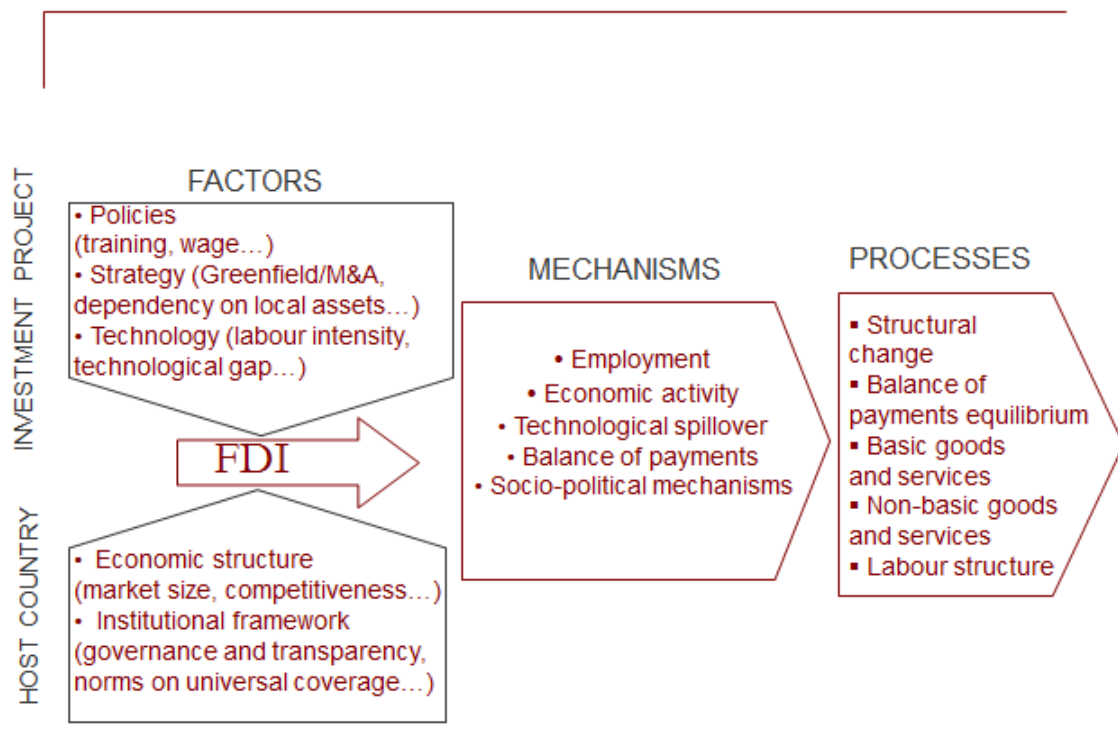 FACTORS
INVESTMENT PROJECT
• Policies
(training, wage…)
• Strategy (Greenfield/M&A,
dependency on local assets…)
• Technology (labour intensity,
technological gap…)
FDI
HOST COUNTRY
• Economic structure
(market size, competitiveness…)
• Institutional framework
(governance and transparency,
norms on universal coverage…)
MECHANISMS
• Employment
• Economic activity
• Technological spillover
• Balance of payments
• Socio-political mechanisms
PROCESSES
▪ Structural
change
▪ Balance of
payments equilibrium
▪ Basic goods
and services
▪ Non-basic goods
and services
▪ Labour structure